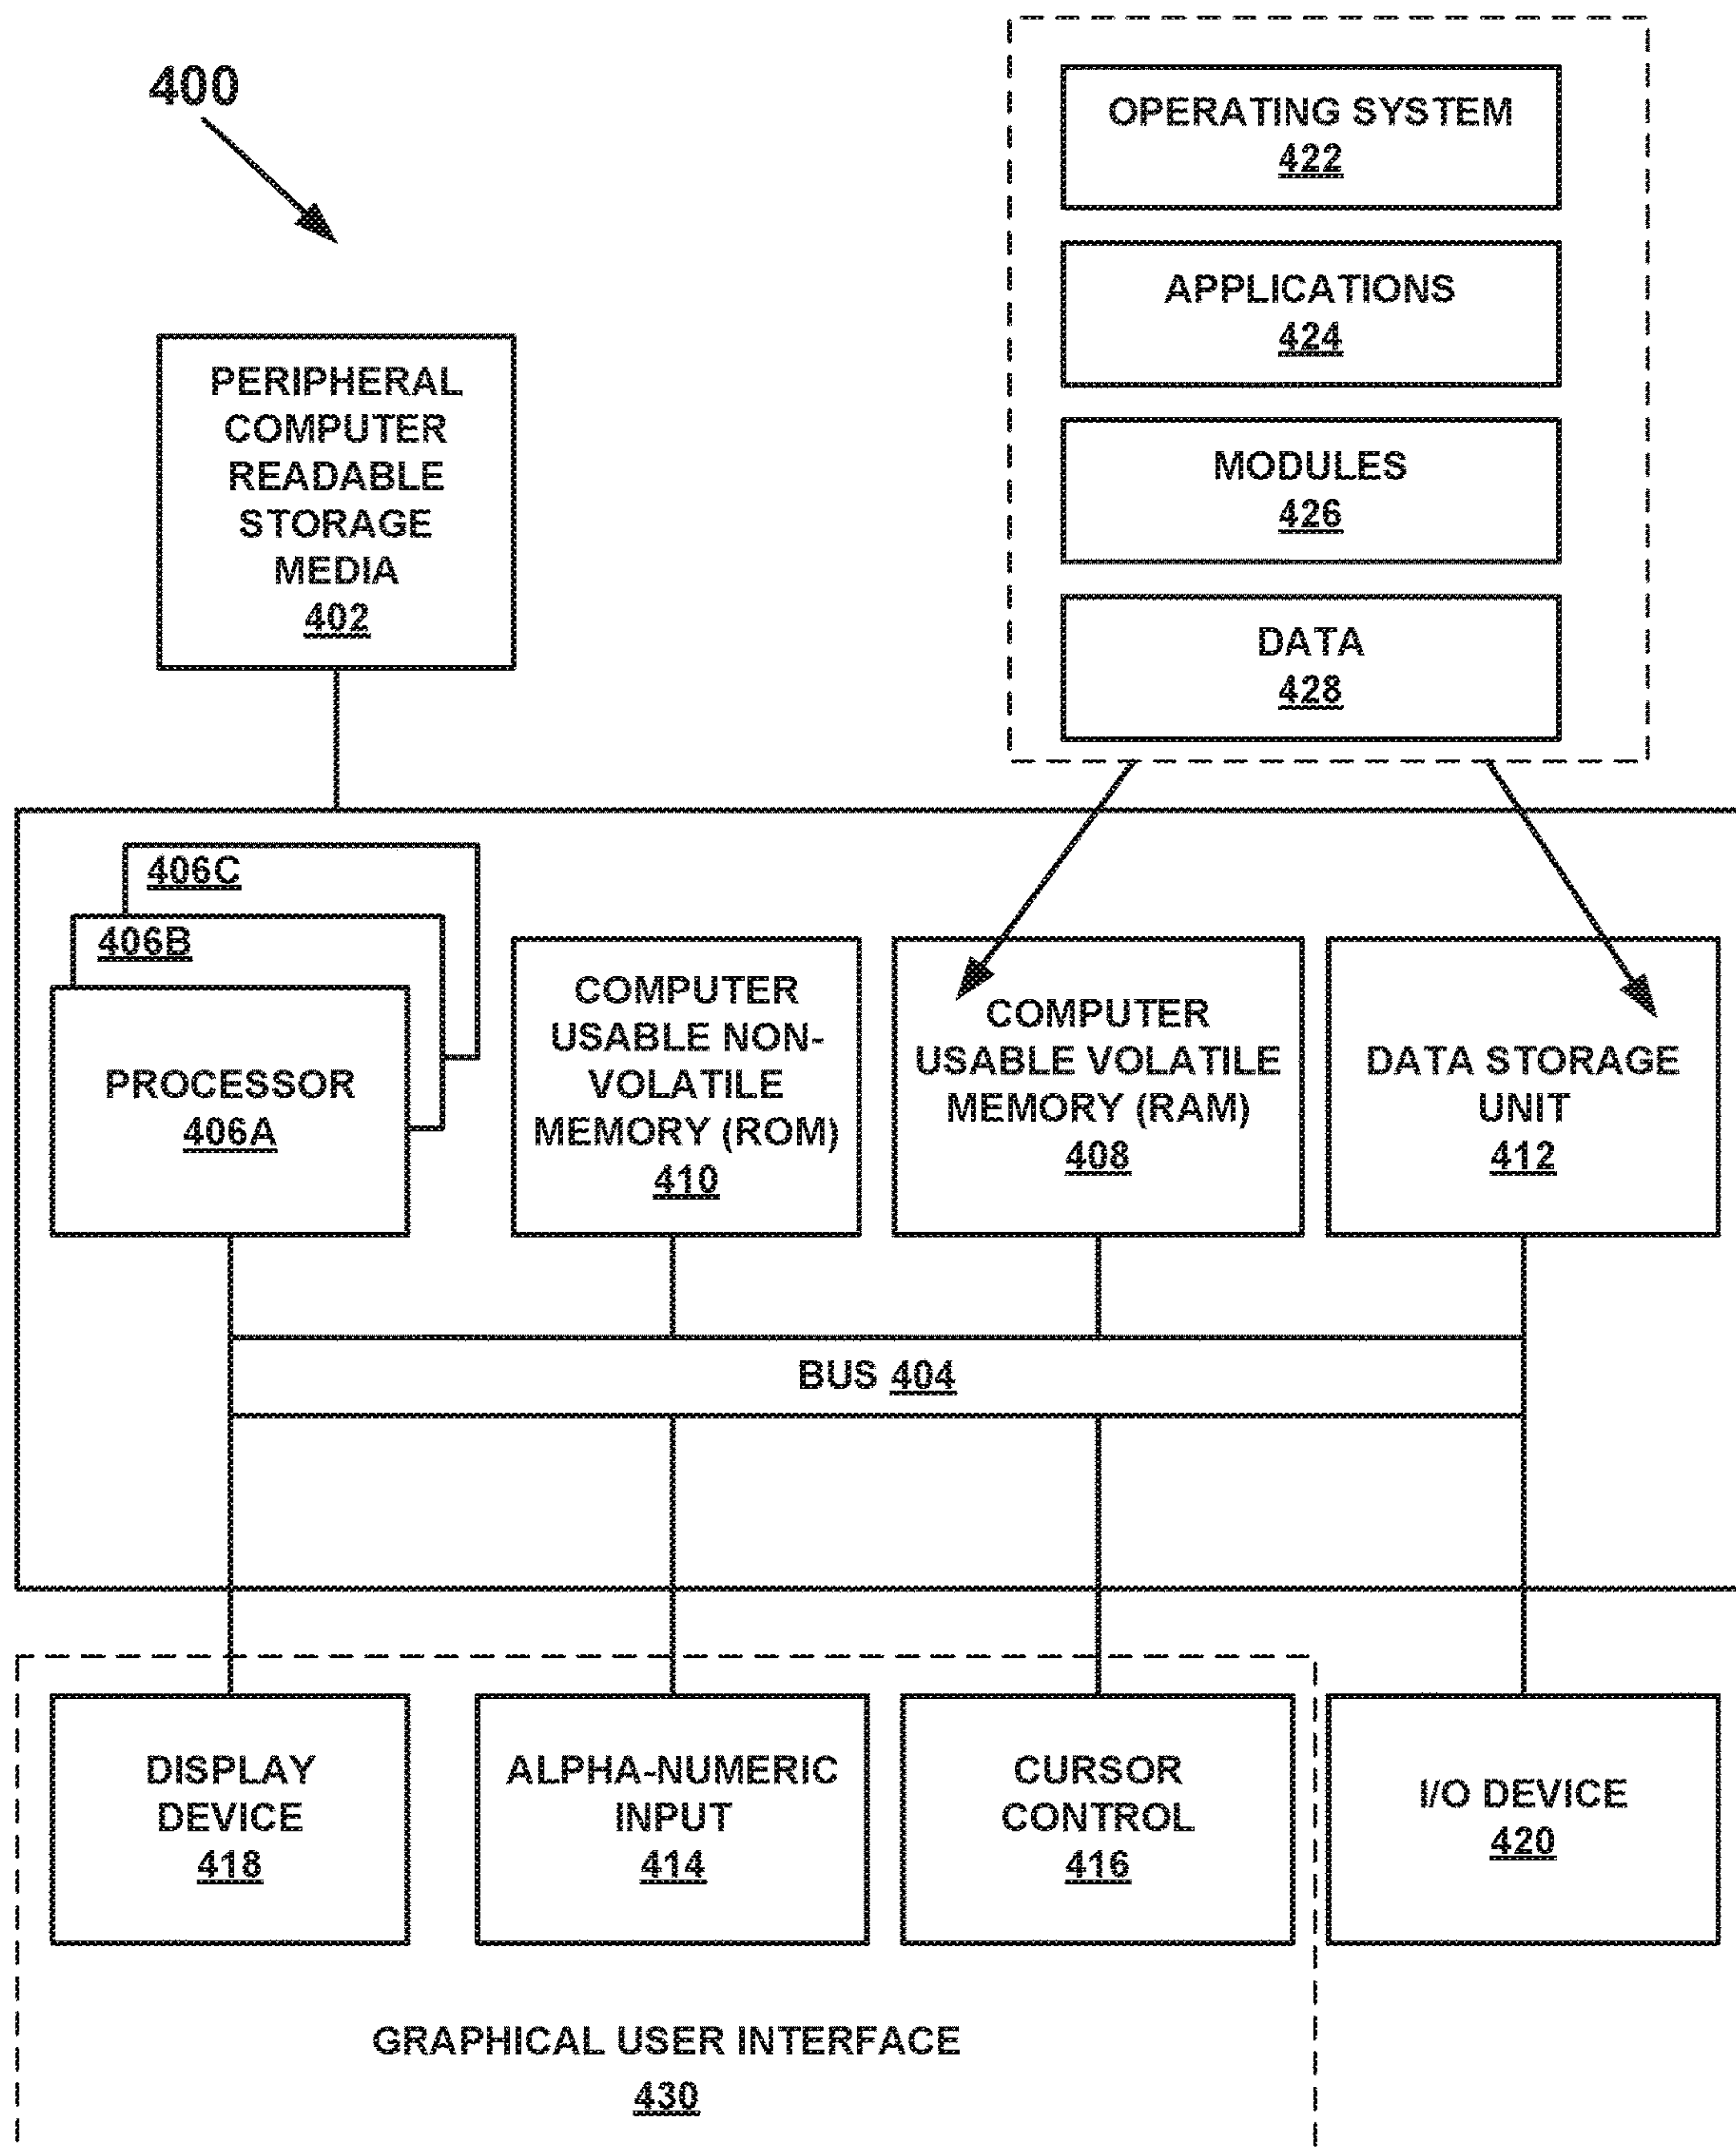 400
OPERATING SYSTEM
422
APPLICATIONS
424
MODULES
426
DATA
428
PERIPHERAL
COMPUTER
READABLE
STORAGE
MEDIA
402
406C
406B
PROCESSOR
406A
COMPUTER
USABLE NON-
VOLATILE
MEMORY (ROM)
410
COMPUTER
USABLE VOLATILE
MEMORY (RAM)
408
DATA STORAGE
UNIT
412
BUS 404
DISPLAY
DEVICE
418
ALPHA-NUMERIC
INPUT
414
CURSOR
CONTROL
416
I/O DEVICE
420
GRAPHICAL USER INTERFACE
430